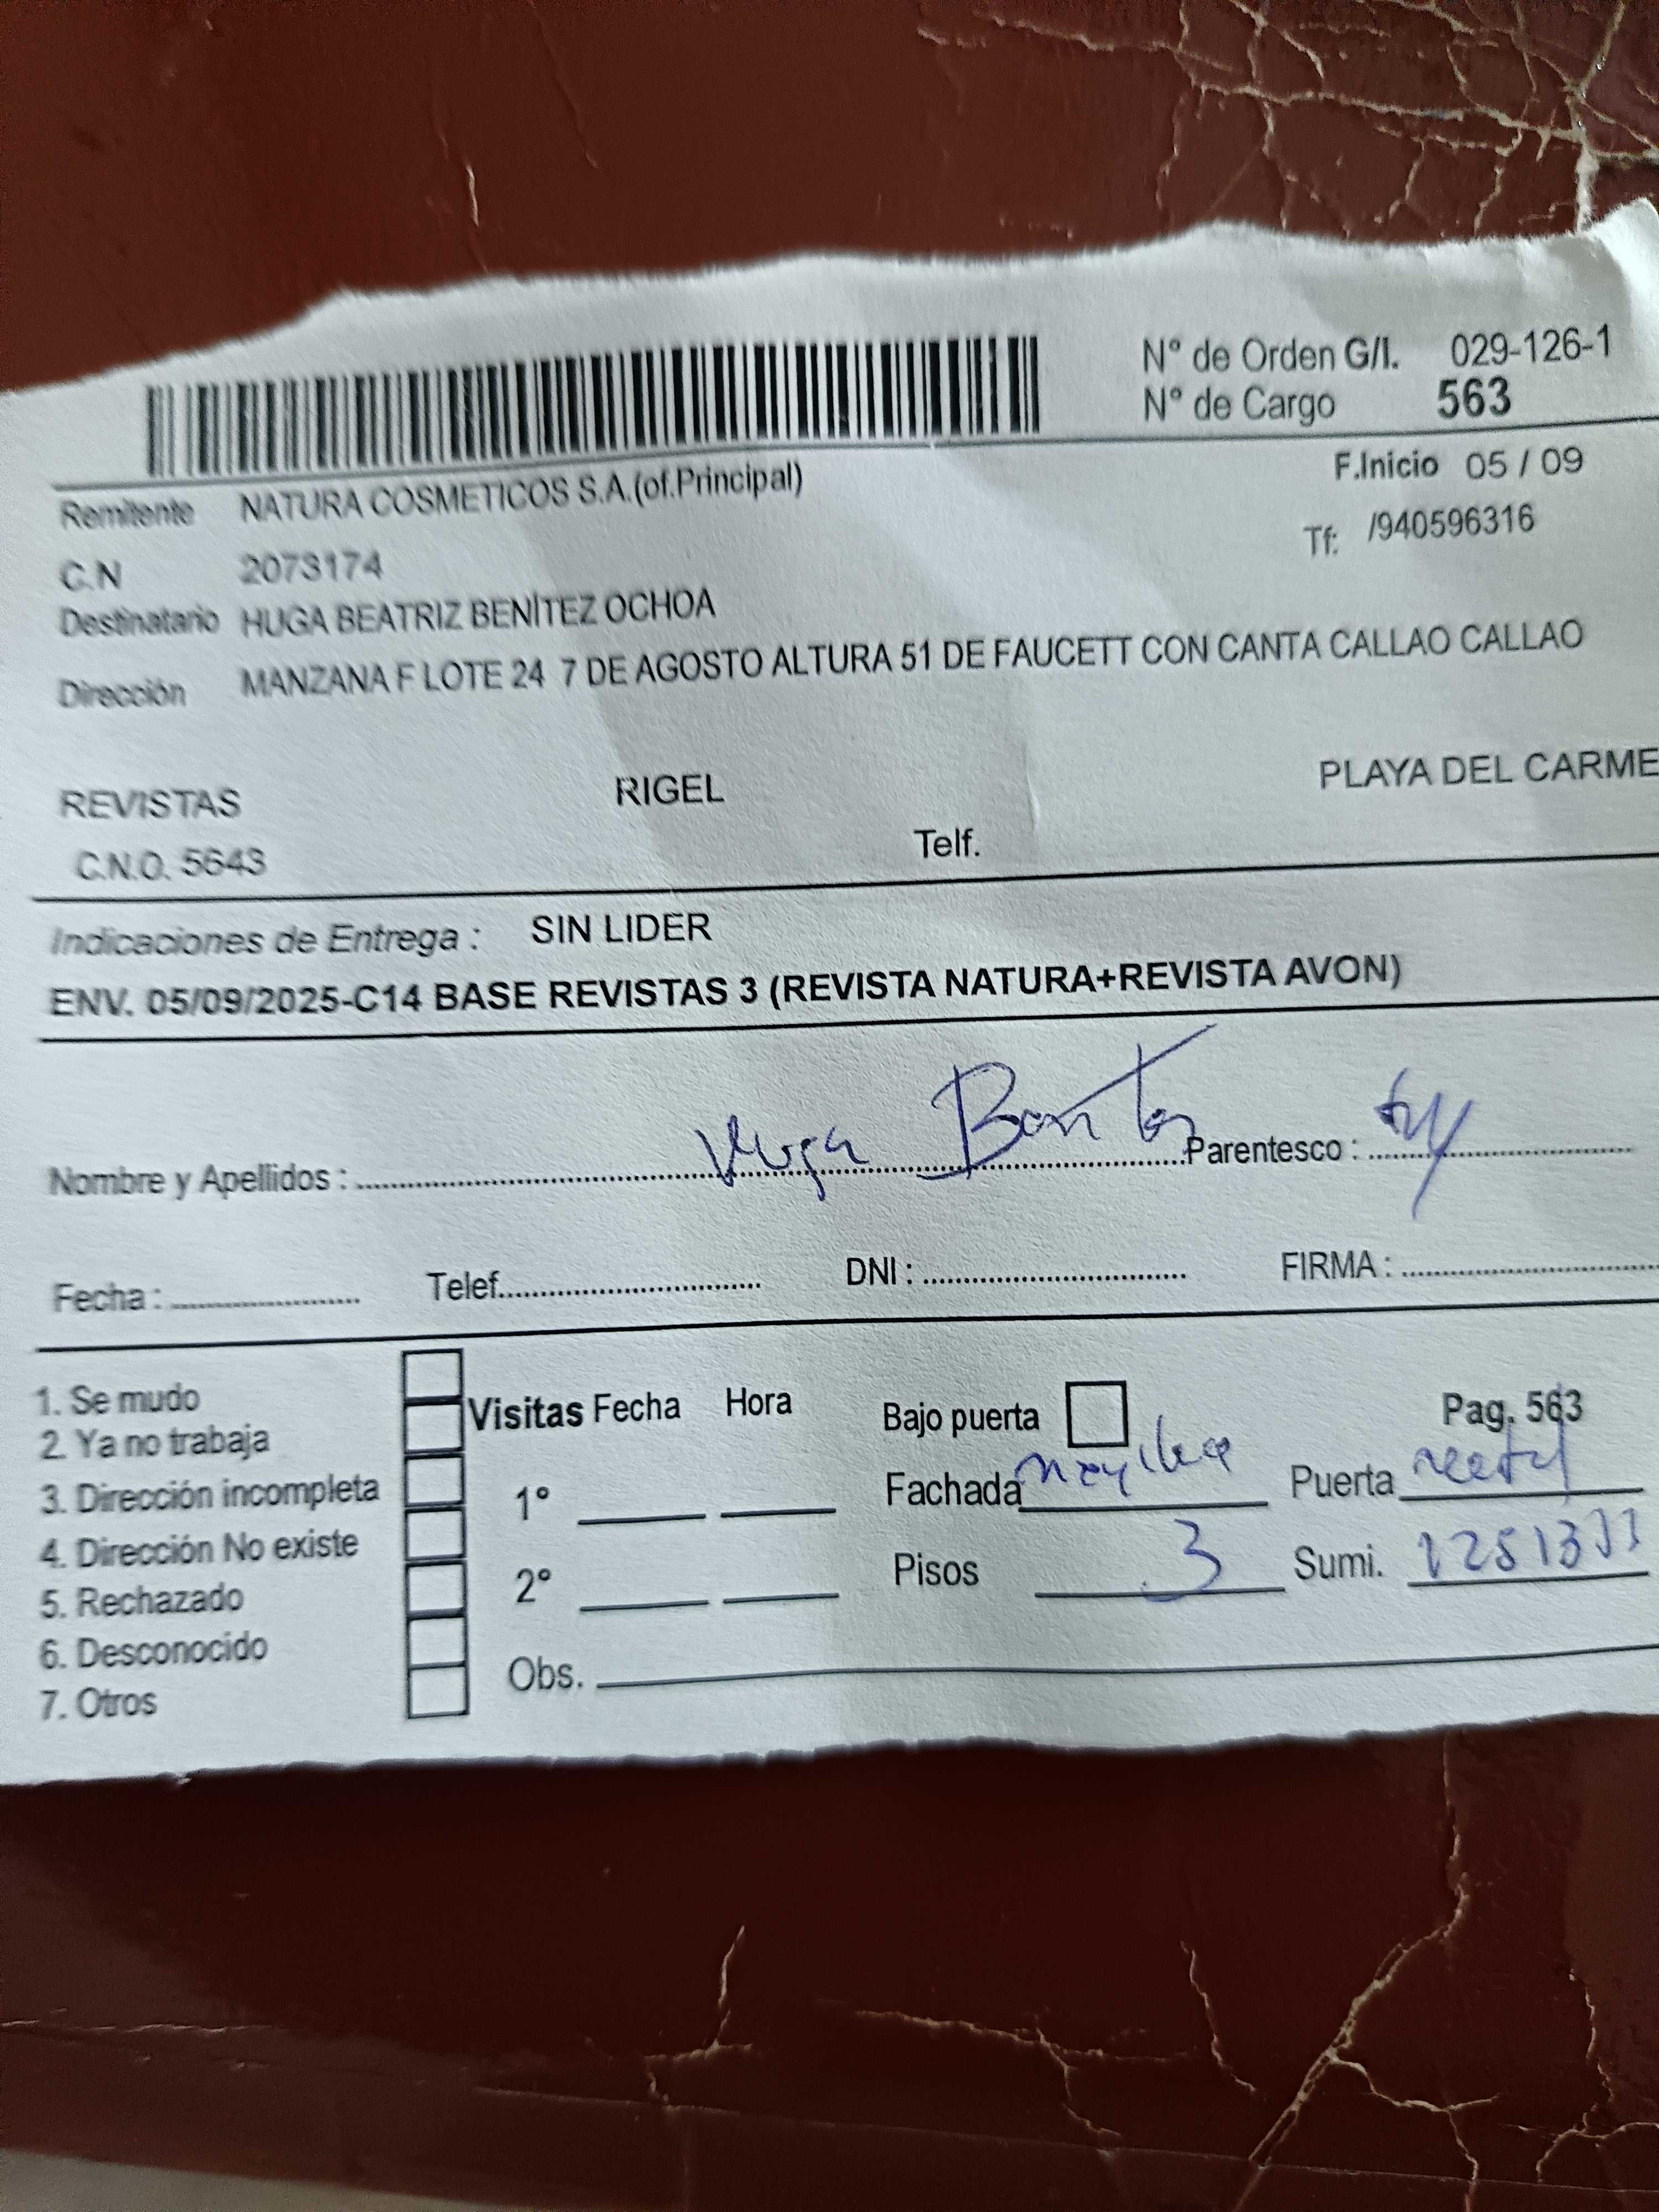 N° de Orden G/I. 029-126-1
N° de Cargo 563
F.Inicio 05 / 09
Remitente NATURA COSMETICOS S.A.(of.Principal)
Tf: /940596316
C.N 2073174
Destinatario HUGA BEATRIZ BENÍTEZ OCHOA
Dirección MANZANA F LOTE 24 7 DE AGOSTO ALTURA 51 DE FAUCETT CON CANTA CALLAO CALLAO
REVISTAS RIGEL PLAYA DEL CARME
C.N.O. 5643 Telf.
Indicaciones de Entrega : SIN LIDER
ENV. 05/09/2025-C14 BASE REVISTAS 3 (REVISTA NATURA+REVISTA AVON)
Nombre y Apellidos : Huga Parentesco :
Fecha : Telef. DNI : FIRMA :
1. Se mudo
2. Ya no trabaja
3. Dirección incompleta
4. Dirección No existe
5. Rechazado
6. Desconocido
7. Otros
Visitas Fecha Hora
1°
2°
Obs.
Bajo puerta Pag. 563
Fachada Puerta
Pisos 3 Sumi.